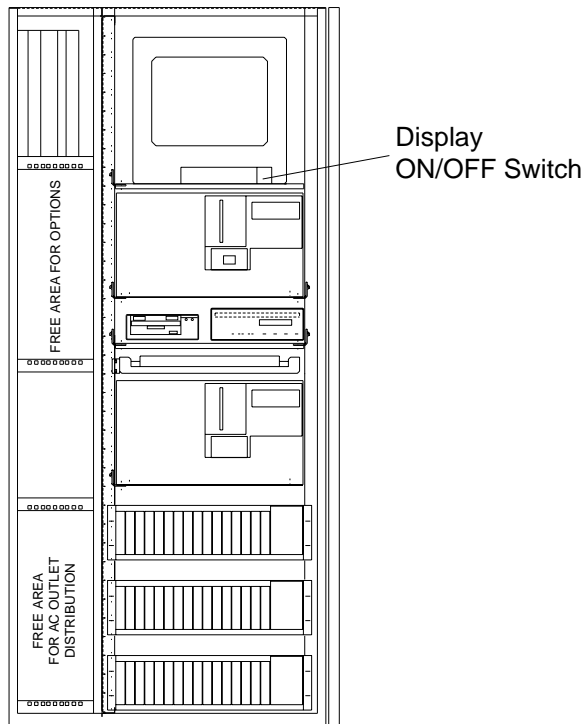 Display
ON/OFF Switch
FREE AREA FOR OPTIONS
FREE AREA
FOR AC OUTLET
DISTRIBUTION